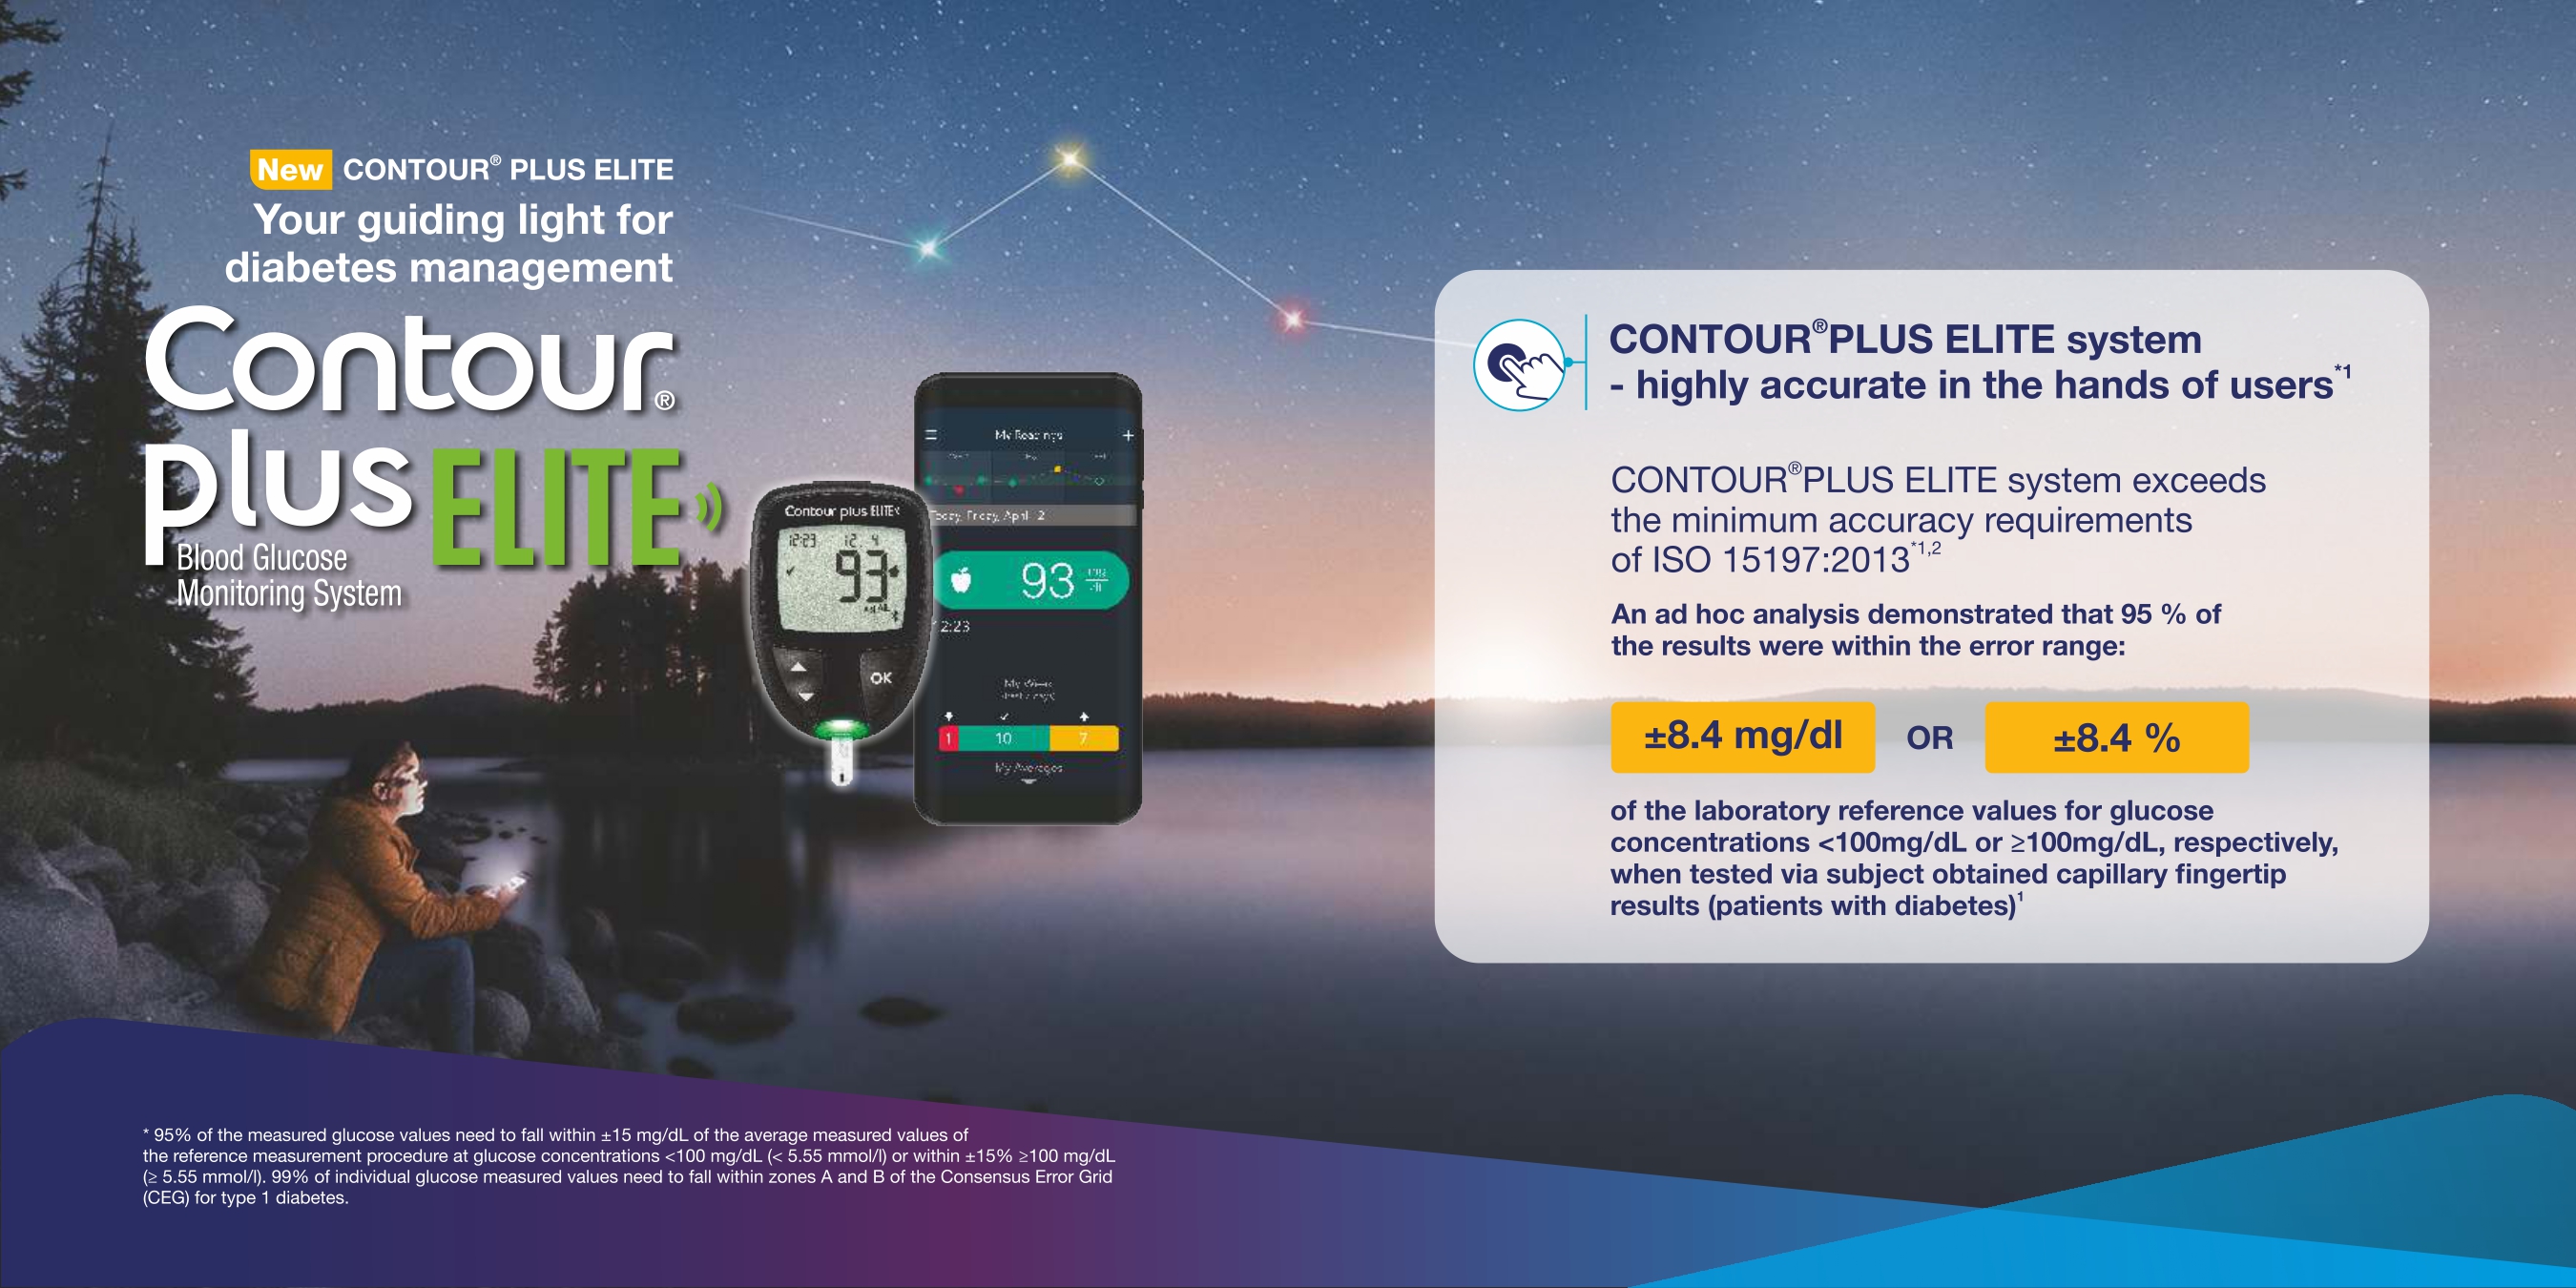 New CONTOUR® PLUS ELITE
Your guiding light for
diabetes management
Contour®
plus ELITE
Blood Glucose
Monitoring System
Contour plus ELITE
12:23 12. 4
93
OK
My Readings
Today, Friday, April 12
93 mg/dL
12:23
My Week
1 10 7
My Averages
CONTOUR®PLUS ELITE system
- highly accurate in the hands of users*1
CONTOUR®PLUS ELITE system exceeds
the minimum accuracy requirements
of ISO 15197:2013*1,2
An ad hoc analysis demonstrated that 95 % of
the results were within the error range:
±8.4 mg/dl OR ±8.4 %
of the laboratory reference values for glucose
concentrations <100mg/dL or ≥100mg/dL, respectively,
when tested via subject obtained capillary fingertip
results (patients with diabetes)1
* 95% of the measured glucose values need to fall within ±15 mg/dL of the average measured values of
the reference measurement procedure at glucose concentrations <100 mg/dL (< 5.55 mmol/l) or within ±15% ≥100 mg/dL
(≥ 5.55 mmol/l). 99% of individual glucose measured values need to fall within zones A and B of the Consensus Error Grid
(CEG) for type 1 diabetes.